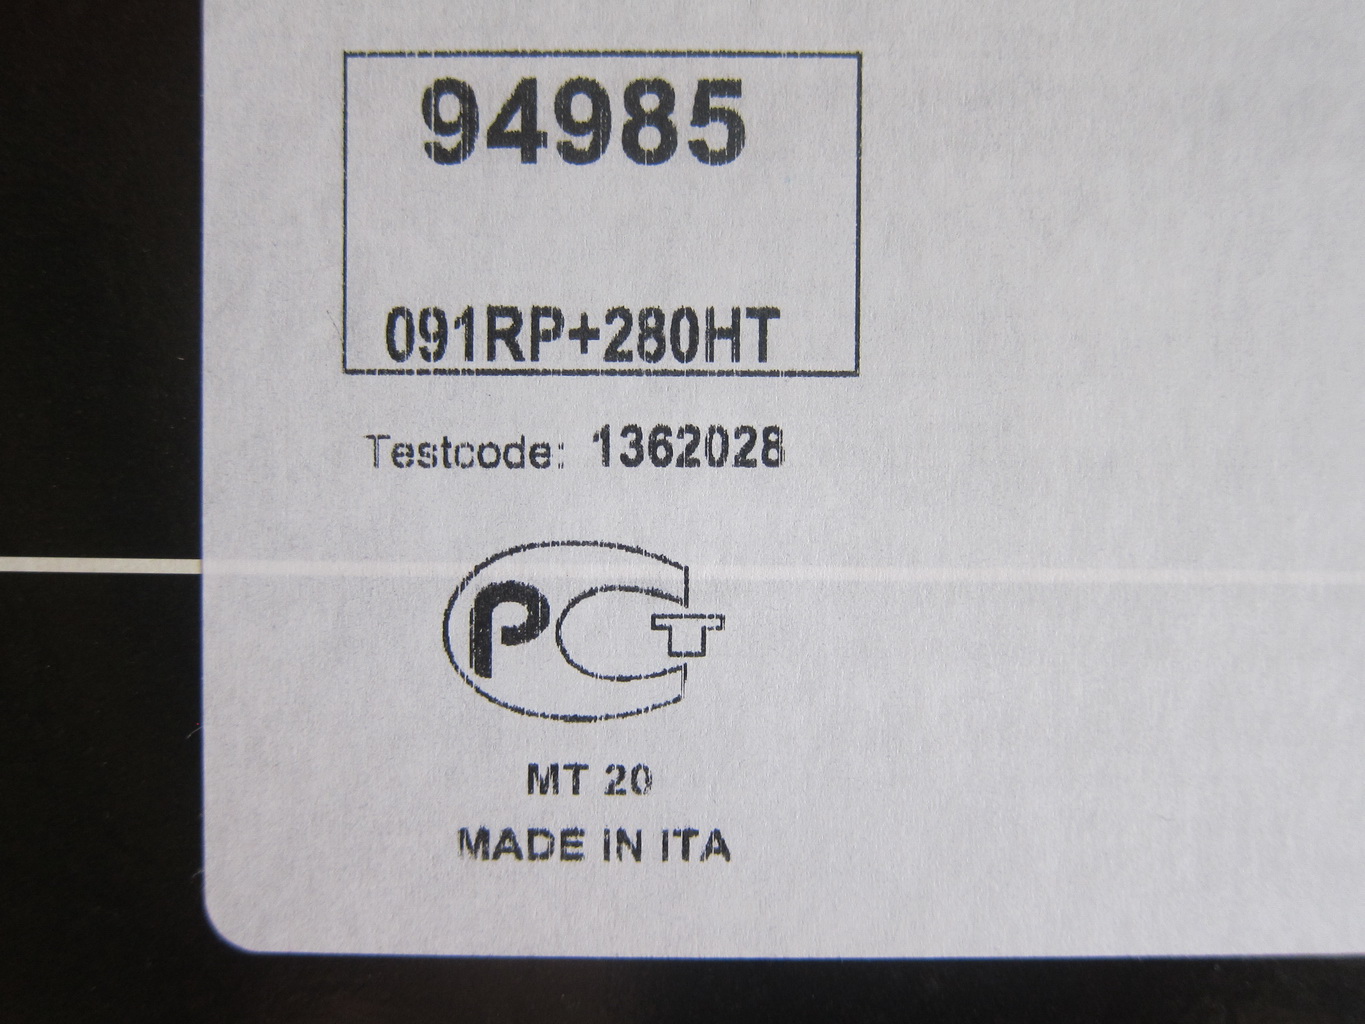 94985
091RP+280HT
Testcode: 1362028
PCT
MT 20
MADE IN ITA